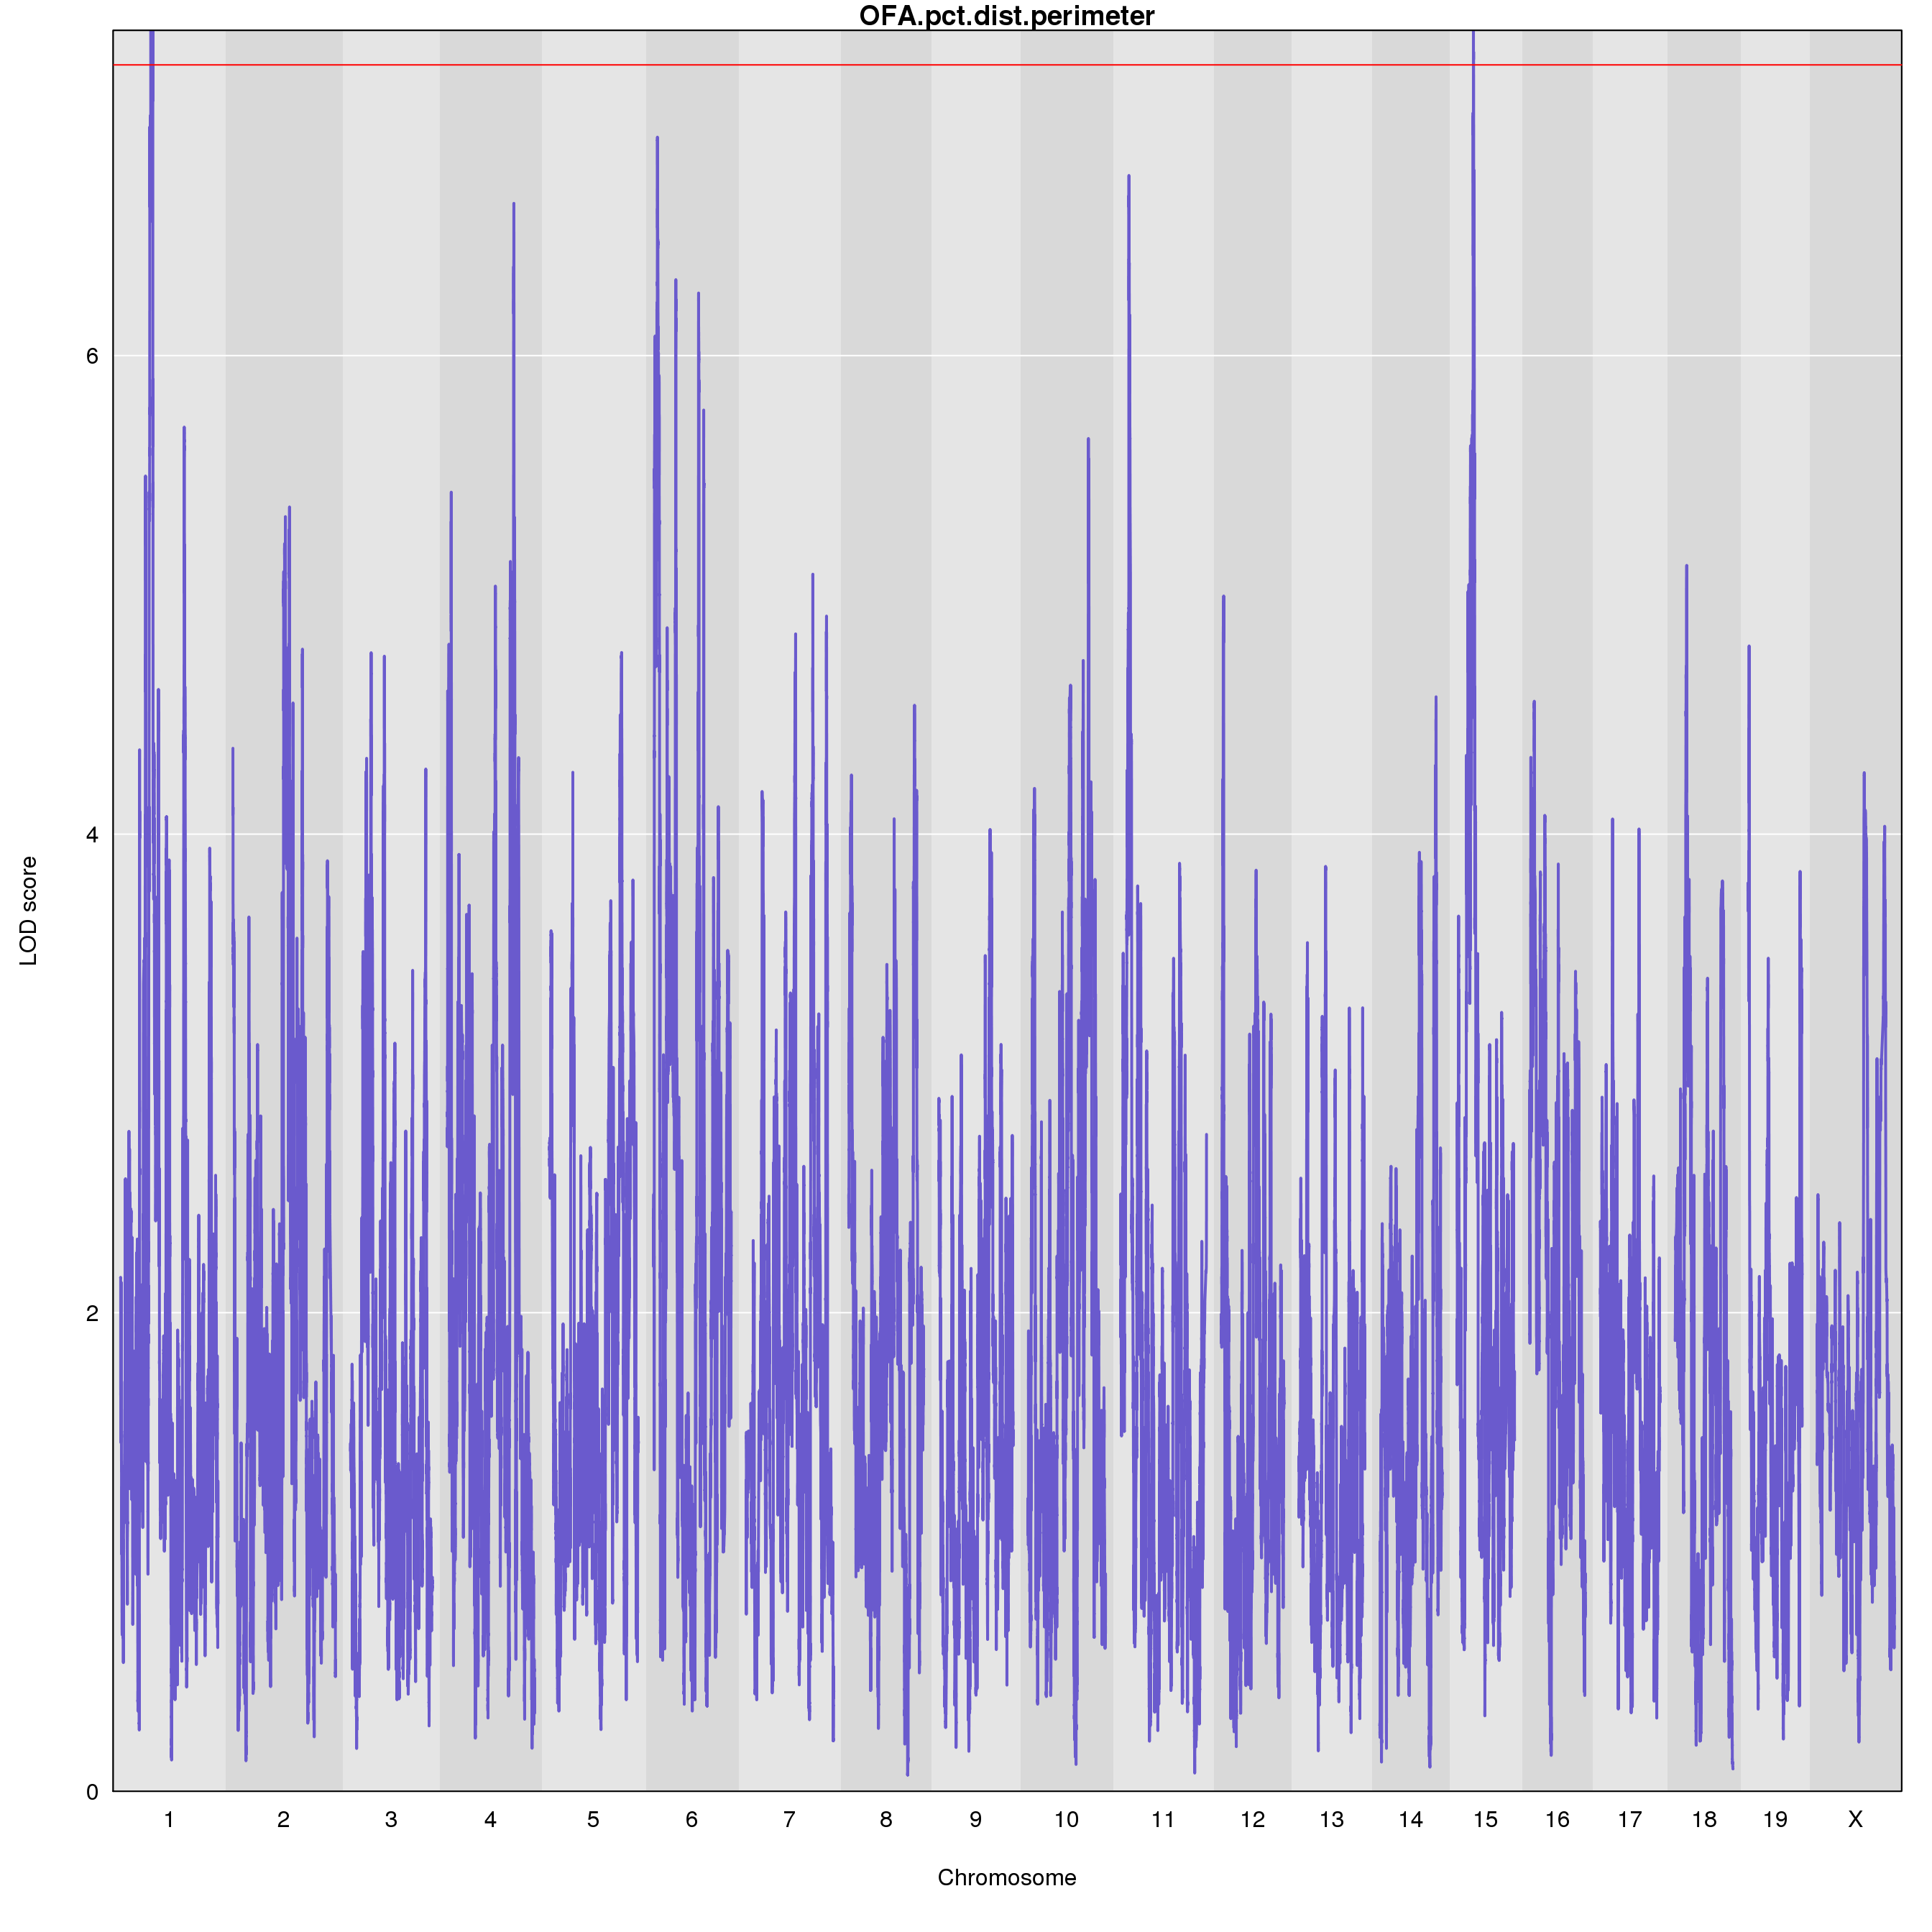 OFA.pct.dist.perimeter
6
4
2
0
LOD score
1 2 3 4 5 6 7 8 9 10 11 12 13 14 15 16 17 18 19 X
Chromosome